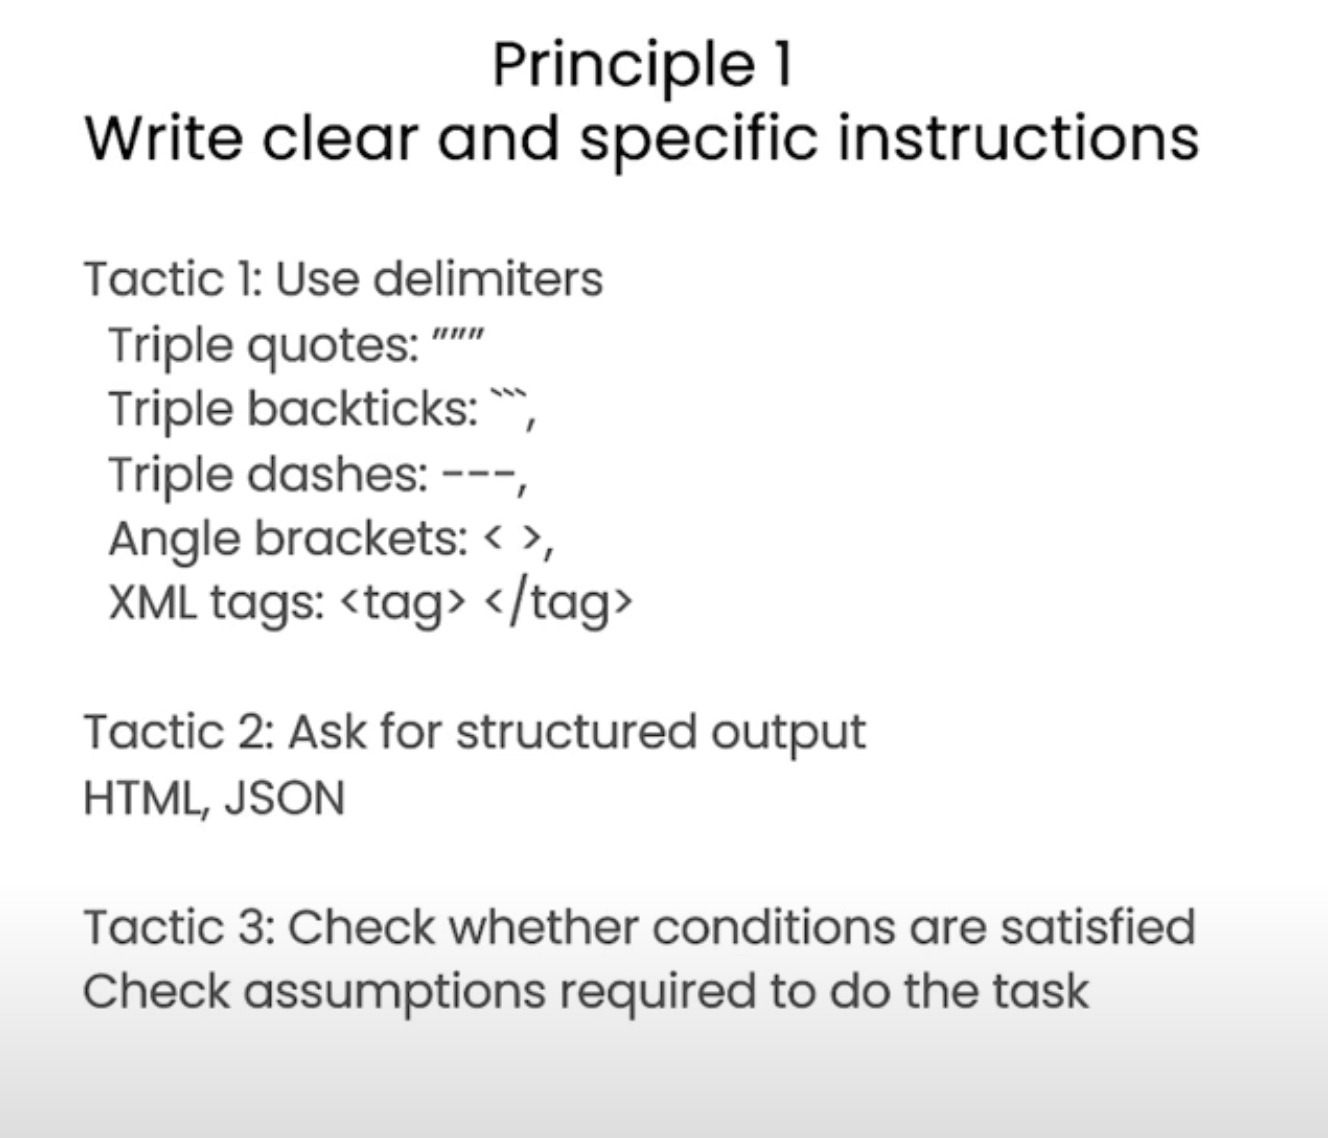 Principle 1
Write clear and specific instructions
Tactic 1: Use delimiters
Triple quotes: """
Triple backticks: ```,
Triple dashes: ---,
Angle brackets: < >,
XML tags: <tag> </tag>
Tactic 2: Ask for structured output
HTML, JSON
Tactic 3: Check whether conditions are satisfied
Check assumptions required to do the task